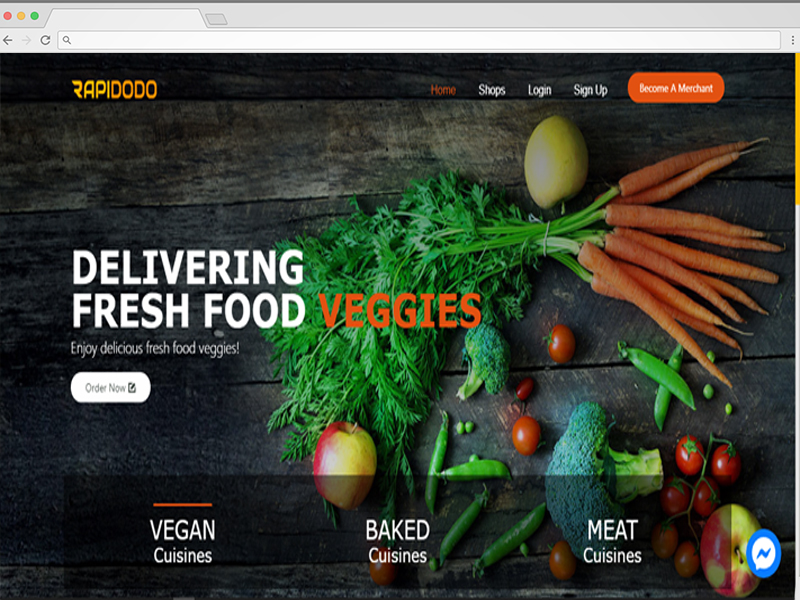 RAPIDODO
Home Shops Login Sign Up Become A Merchant
DELIVERING
FRESH FOOD VEGGIES
Enjoy delicious fresh food veggies!
Order Now
VEGAN
Cuisines
BAKED
Cuisines
MEAT
Cuisines